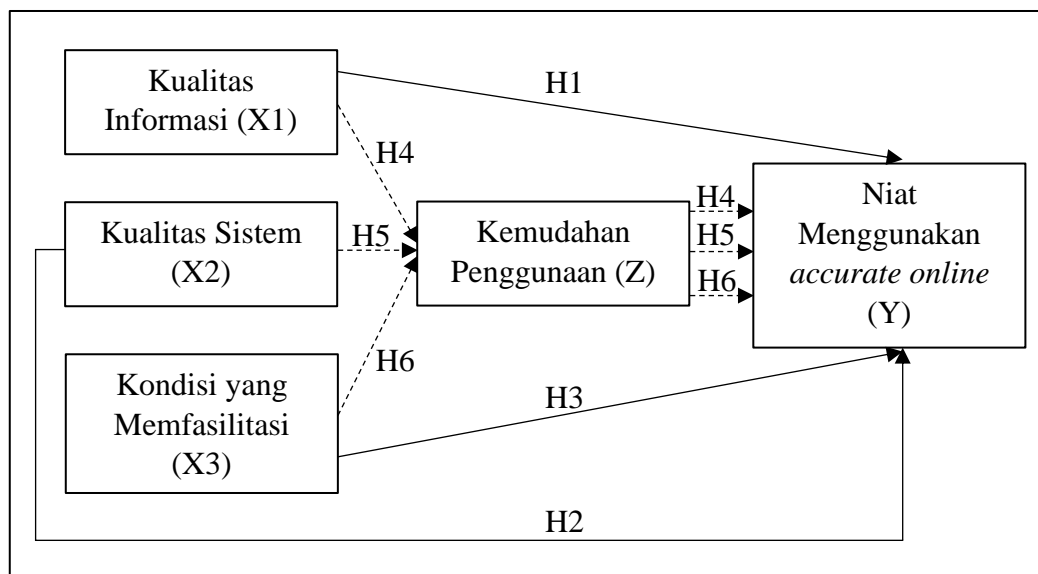 Kualitas
Informasi (X1)
H1
H4
Kualitas Sistem
(X2)
H5
Kemudahan
Penggunaan (Z)
H4
H5
H6
Niat
Menggunakan
accurate online
(Y)
H6
Kondisi yang
Memfasilitasi
(X3)
H3
H2